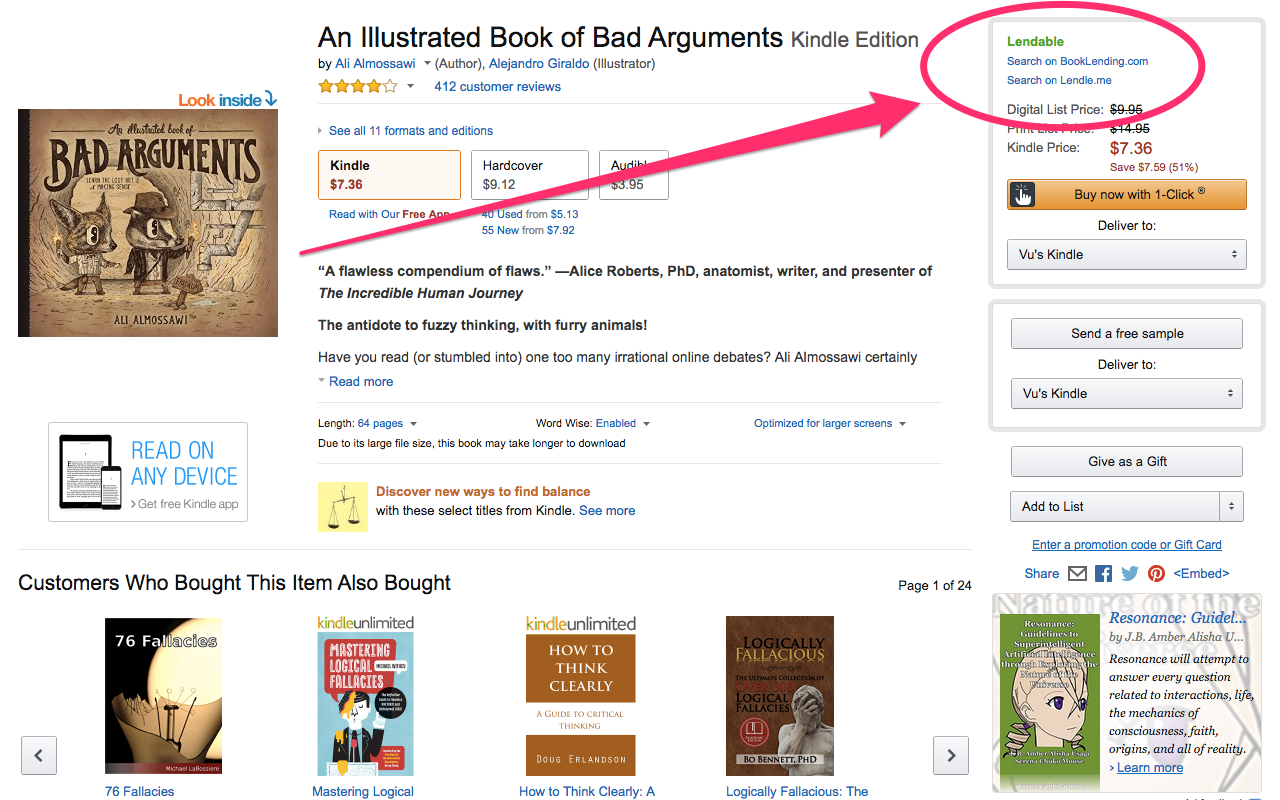 An Illustrated Book of Bad Arguments Kindle Edition
by Ali Almossawi (Author), Alejandro Giraldo (Illustrator)
412 customer reviews
Look inside
An illustrated book of
BAD ARGUMENTS
LEARN THE LOST ART
OF MAKING SENSE
ALI ALMOSSAWI
See all 11 formats and editions
Kindle
$7.36
Hardcover
$9.12
Audible
$3.95
Read with Our Free App
40 Used from $5.13
55 New from $7.92
“A flawless compendium of flaws.” —Alice Roberts, PhD, anatomist, writer, and presenter of
The Incredible Human Journey
The antidote to fuzzy thinking, with furry animals!
Have you read (or stumbled into) one too many irrational online debates? Ali Almossawi certainly
Read more
Length: 64 pages
Word Wise: Enabled
Optimized for larger screens
Due to its large file size, this book may take longer to download
READ ON
ANY DEVICE
›Get free Kindle app
Discover new ways to find balance
with these select titles from Kindle. See more
Lendable
Search on BookLending.com
Search on Lendle.me
Digital List Price: $9.95
Print List Price: $14.95
Kindle Price: $7.36
Save $7.59 (51%)
Buy now with 1-Click ®
Deliver to:
Vu's Kindle
Send a free sample
Deliver to:
Vu's Kindle
Give as a Gift
Add to List
Enter a promotion code or Gift Card
Share <Embed>
Nature of the
Resonance:
Guidelines to
Superintelligent
Artificial Intelligence
through Exploring the
Nature of the
Universe
J.B. Amber Alisha Usagi
Serena Chuko Mouse
Resonance: Guidel...
by J.B. Amber Alisha U...
Resonance will attempt to
answer every question
related to interactions, life,
the mechanics of
consciousness, faith,
origins, and all of reality.
› Learn more
Customers Who Bought This Item Also Bought
Page 1 of 24
76 Fallacies
Michael LaBossiere
76 Fallacies
kindleunlimited
MASTERING
LOGICAL
FALLACIES
MICHAEL WITHEY
Mastering Logical
kindleunlimited
HOW TO
THINK
CLEARLY
A GUIDE TO CRITICAL
THINKING
DOUG ERLANDSON
How to Think Clearly: A
LOGICALLY
FALLACIOUS
THE ULTIMATE COLLECTION OF
OVER 300
LOGICAL
FALLACIES
BO BENNETT, PHD
Logically Fallacious: The